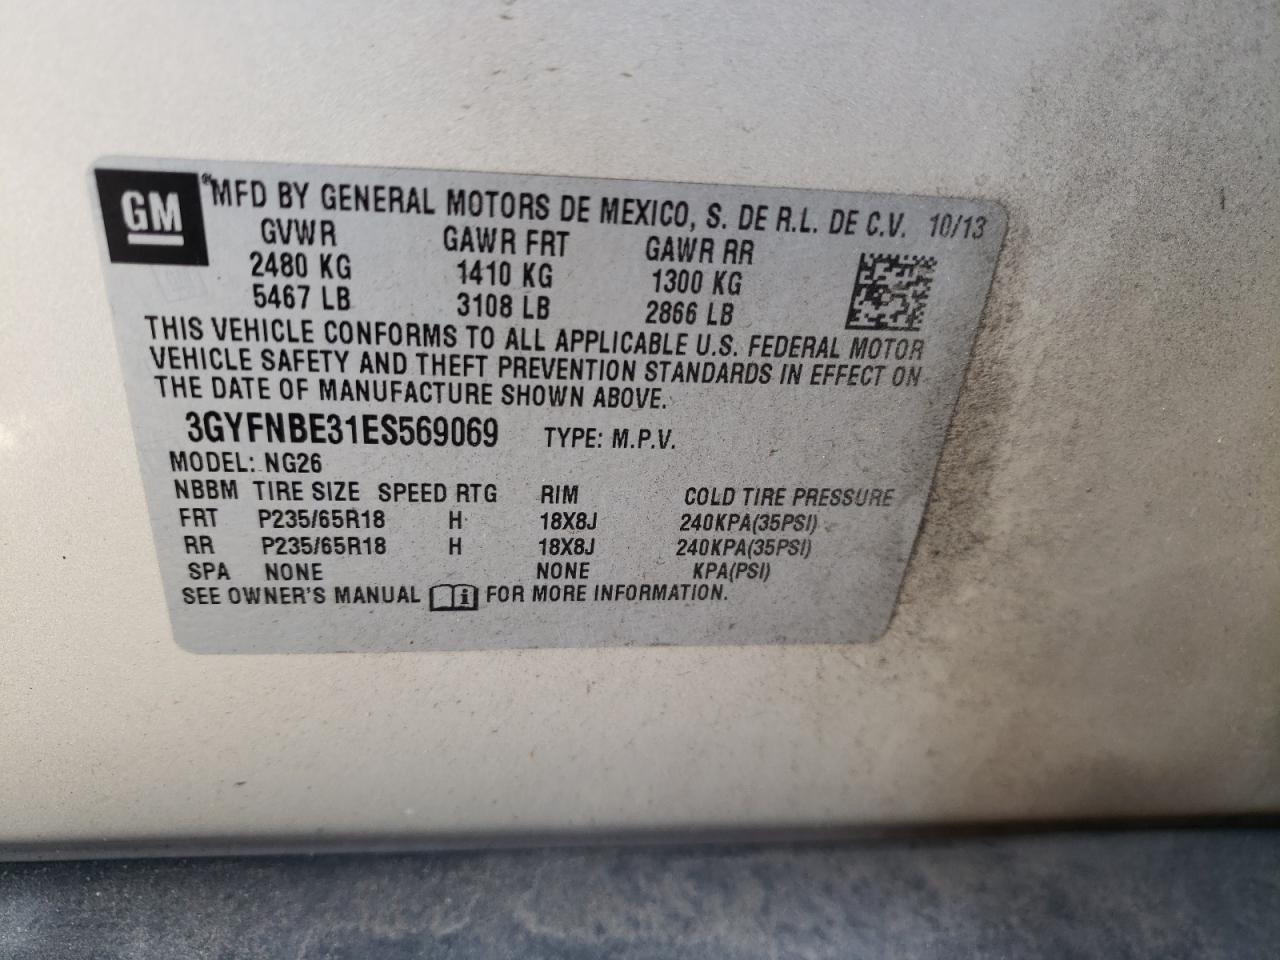 GM ® MFD BY GENERAL MOTORS DE MEXICO, S. DE R.L. DE C.V. 10/13
GVWR GAWR FRT GAWR RR
2480 KG 1410 KG 1300 KG
5467 LB 3108 LB 2866 LB
THIS VEHICLE CONFORMS TO ALL APPLICABLE U.S. FEDERAL MOTOR
VEHICLE SAFETY AND THEFT PREVENTION STANDARDS IN EFFECT ON
THE DATE OF MANUFACTURE SHOWN ABOVE.
3GYFNBE31ES569069 TYPE: M.P.V.
MODEL: NG26
NBBM TIRE SIZE SPEED RTG RIM COLD TIRE PRESSURE
FRT P235/65R18 H 18X8J 240KPA(35PSI)
RR P235/65R18 H 18X8J 240KPA(35PSI)
SPA NONE NONE KPA(PSI)
SEE OWNER'S MANUAL i FOR MORE INFORMATION.